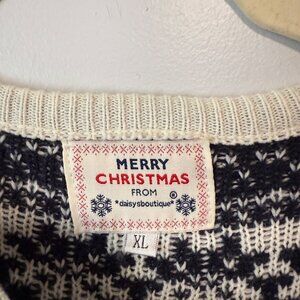 MERRY
CHRISTMAS
FROM
*daisysboutique*®
XL